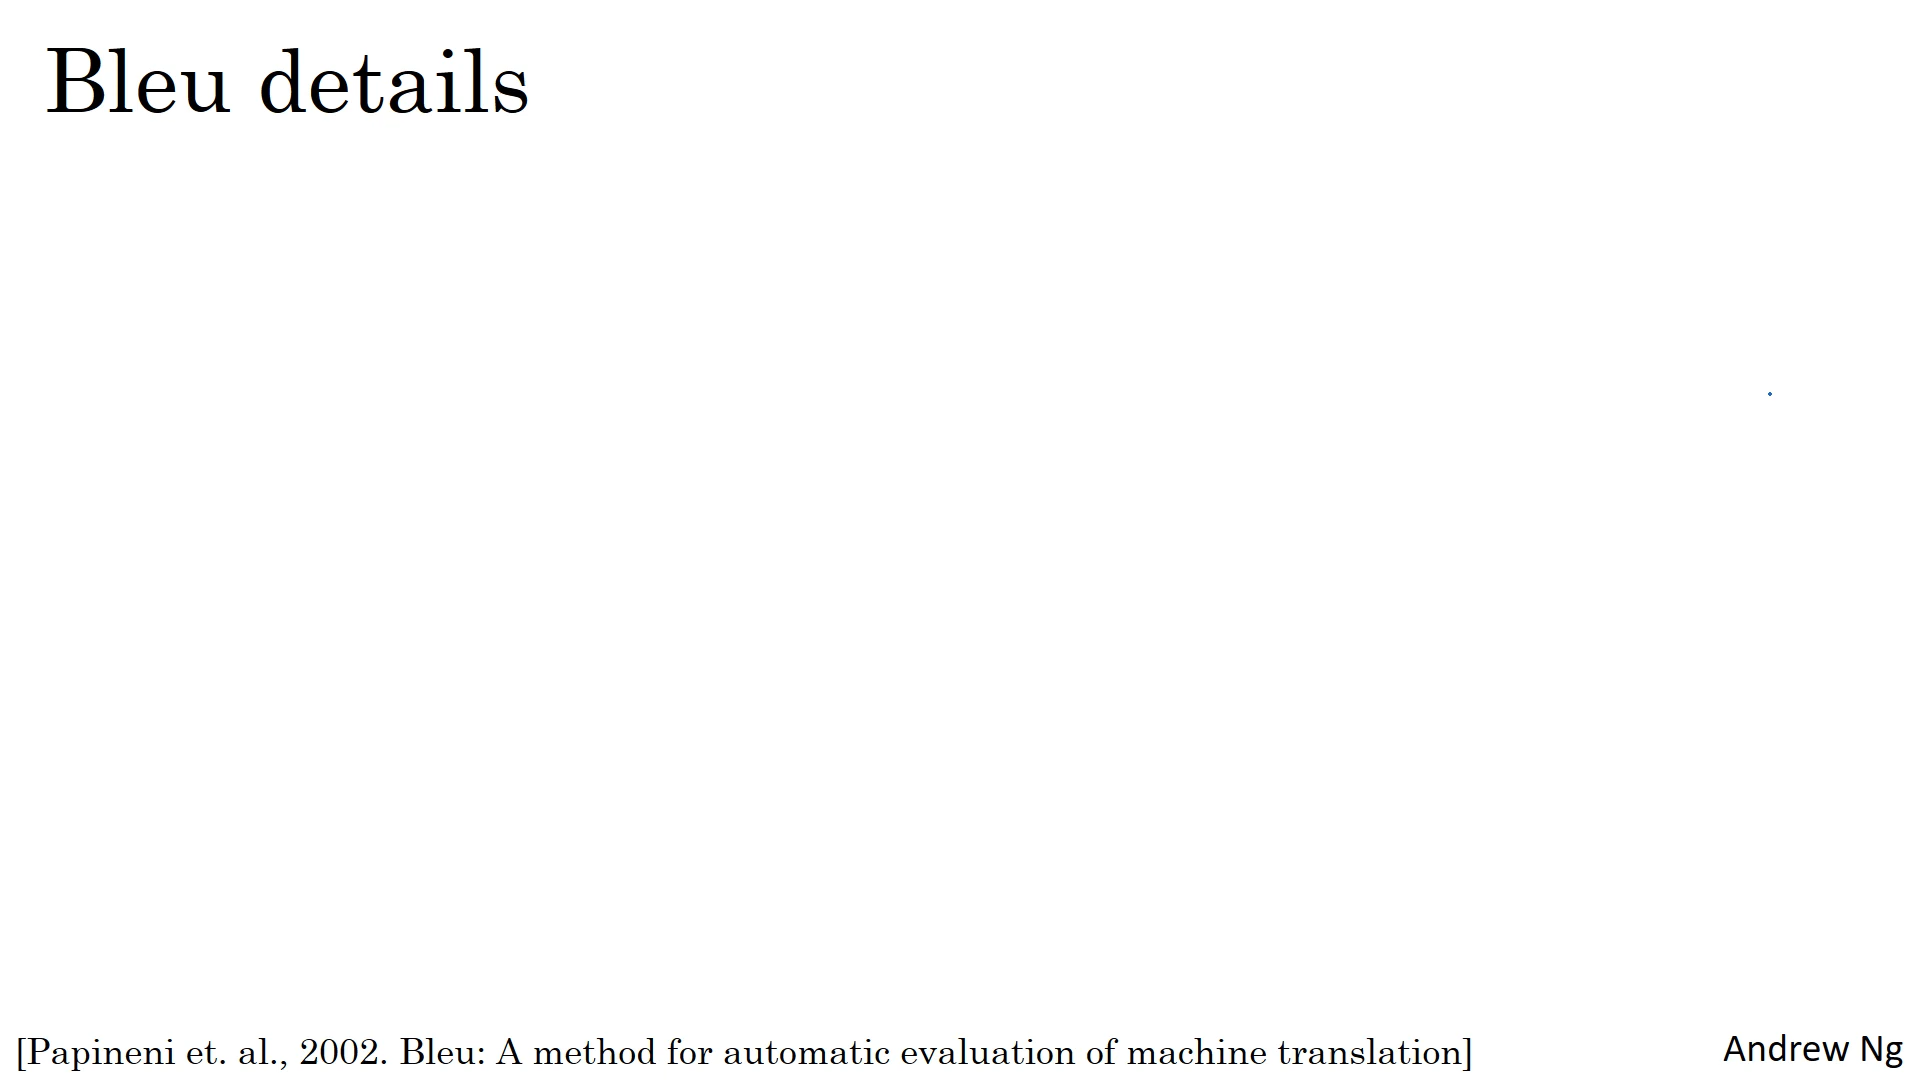 Bleu details
[Papineni et. al., 2002. Bleu: A method for automatic evaluation of machine translation]
Andrew Ng